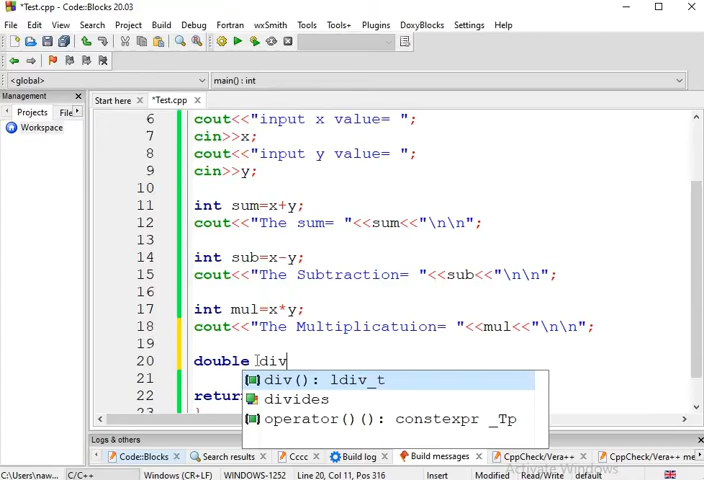 *Test.cpp - Code::Blocks 20.03
File Edit View Search Project Build Debug Fortran wxSmith Tools Tools+ Plugins DoxyBlocks Settings Help
<global> main() : int
Management Start here *Test.cpp
Projects File
Workspace
6 cout<<"input x value= ";
7 cin>>x;
8 cout<<"input y value= ";
9 cin>>y;
10
11 int sum=x+y;
12 cout<<"The sum= "<<sum<<"\n\n";
13
14 int sub=x-y;
15 cout<<"The Subtraction= "<<sub<<"\n\n";
16
17 int mul=x*y;
18 cout<<"The Multiplicatuion= "<<mul<<"\n\n";
19
20 double div
21 div(): ldiv_t
22 retur divides
23 } operator()(): constexpr _Tp
Logs & others
Code::Blocks Search results Cccc Build log Build messages CppCheck/Vera++ CppCheck/Vera++ me
Activate Windows
C:\Users\naw... C/C++ Windows (CR+LF) WINDOWS-1252 Line 20, Col 11, Pos 316 Insert Modified Read/Write default